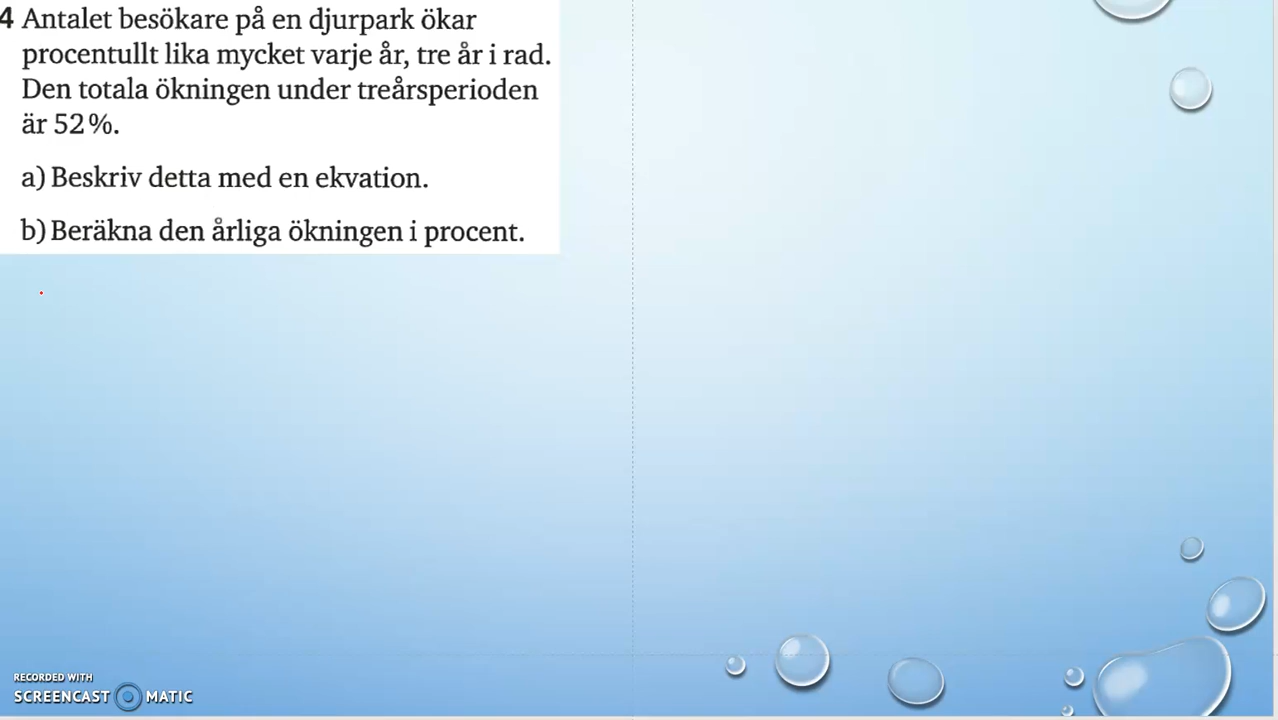 4 Antalet besökare på en djurpark ökar
procentullt lika mycket varje år, tre år i rad.
Den totala ökningen under treårsperioden
är 52 %.
a) Beskriv detta med en ekvation.
b) Beräkna den årliga ökningen i procent.
RECORDED WITH
SCREENCAST MATIC